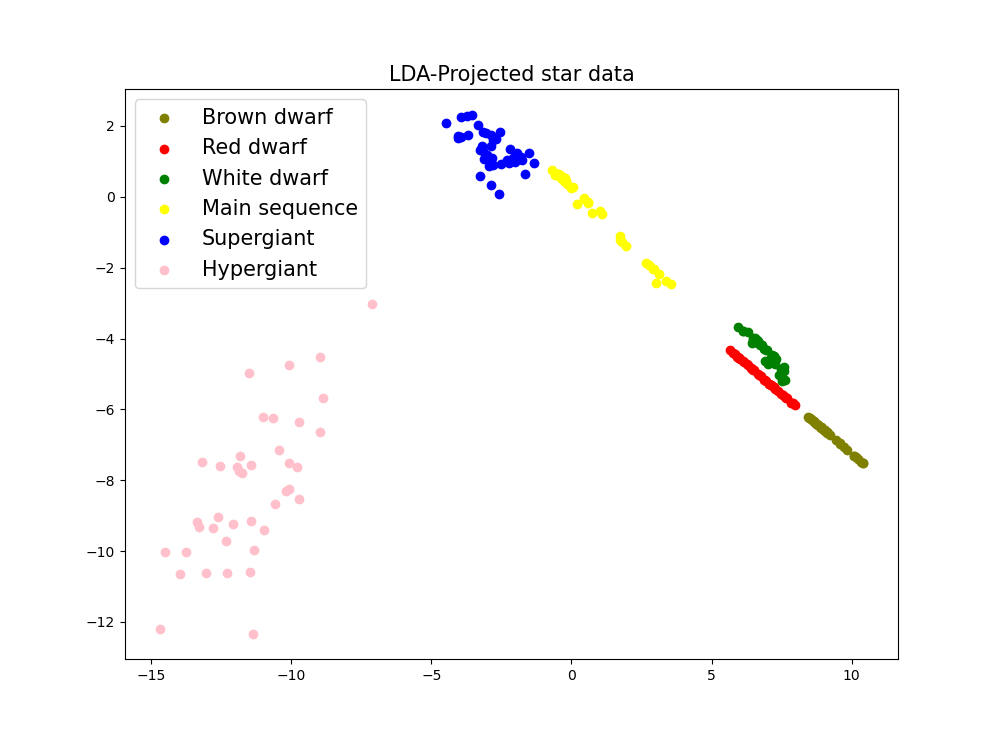 LDA-Projected star data
Brown dwarf
Red dwarf
White dwarf
Main sequence
Supergiant
Hypergiant
2
0
−2
−4
−6
−8
−10
−12
−15
−10
−5
0
5
10